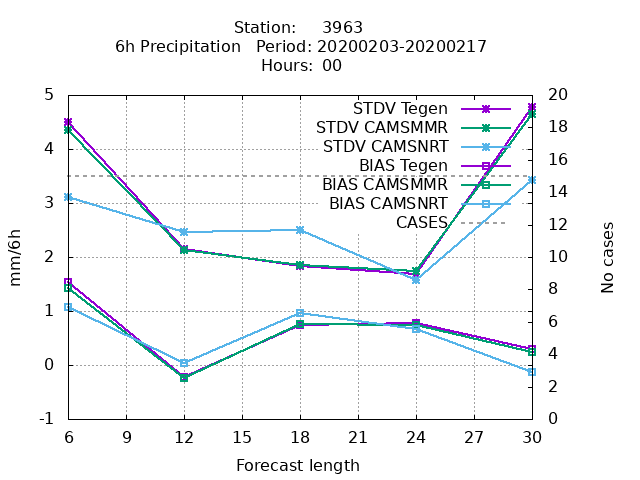 Station: 3963
6h Precipitation Period: 20200203-20200217
Hours: 00
5
4
3
2
1
0
-1
20
18
16
14
12
10
8
6
4
2
0
mm/6h
No cases
STDV Tegen
STDV CAMSMMR
STDV CAMSNRT
BIAS Tegen
BIAS CAMSMMR
BIAS CAMSNRT
CASES
6 9 12 15 18 21 24 27 30
Forecast length